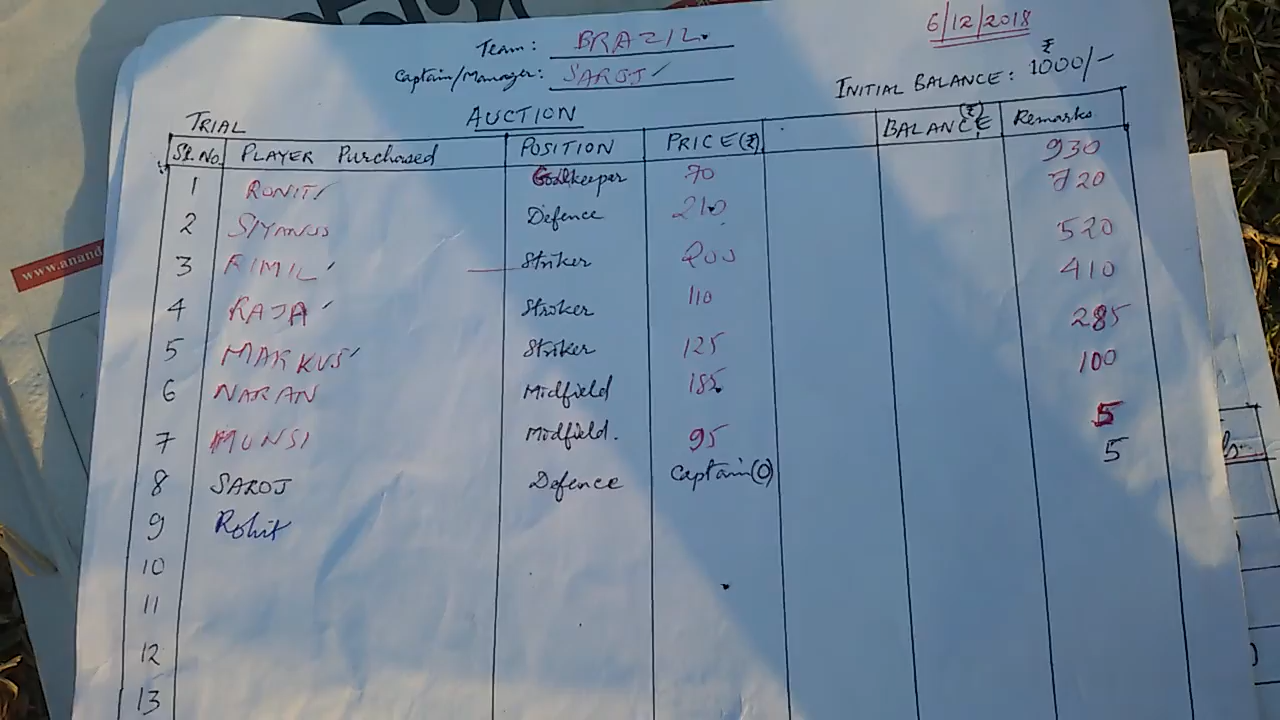 6/12/2018
Team: BRAZIL.
Captain/Manager: SAROJ
INITIAL BALANCE: ₹1000/-
TRIAL AUCTION
Sl.No. PLAYER Purchased POSITION PRICE(₹) BALANCE(₹) Remarks
930
1 RONIT Goalkeeper 70 720
2 Defence 210 520
3 RIMIL Striker 200 410
4 RAJA Stroker 110 285
5 MARKUS Striker 125 100
6 NARAN Midfield 185 5
7 MUNSI Midfield. 95 5
8 SAROJ Defence Captain(C)
9 Rohit
10
11
12
13
www.anand